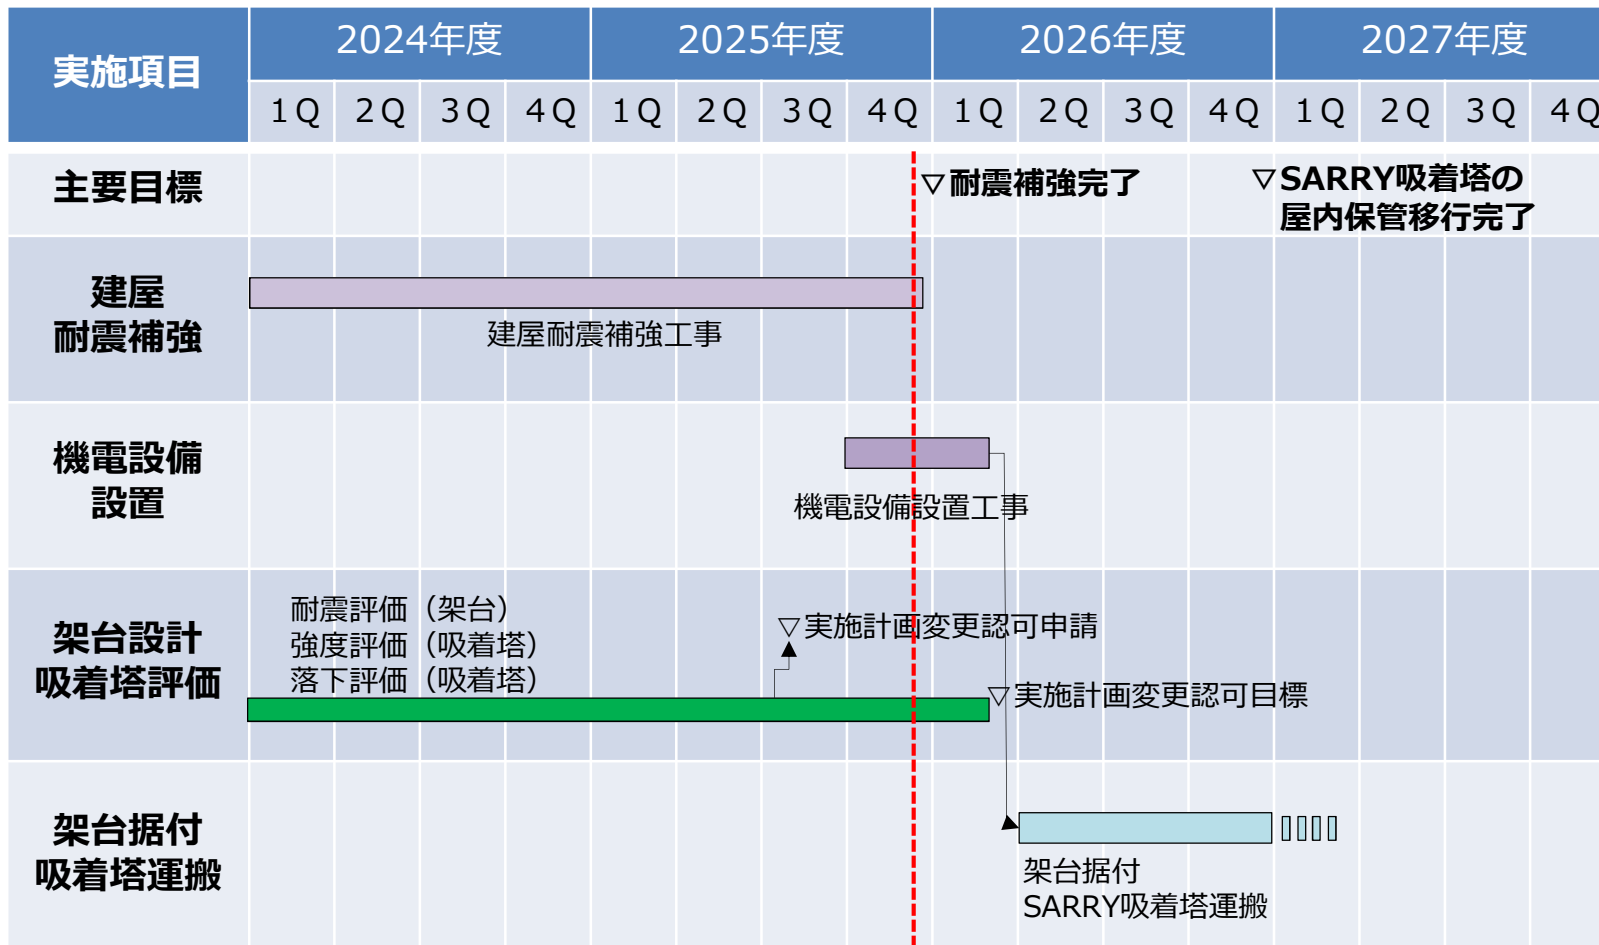 実施項目
2024年度
2025年度
2026年度
2027年度
1Q 2Q 3Q 4Q 1Q 2Q 3Q 4Q 1Q 2Q 3Q 4Q 1Q 2Q 3Q 4Q
主要目標
▽耐震補強完了
▽SARRY吸着塔の
屋内保管移行完了
建屋
耐震補強
建屋耐震補強工事
機電設備
設置
機電設備設置工事
架台設計
吸着塔評価
耐震評価（架台）
強度評価（吸着塔）
落下評価（吸着塔）
▽実施計画変更認可申請
▽実施計画変更認可目標
架台据付
吸着塔運搬
架台据付
SARRY吸着塔運搬